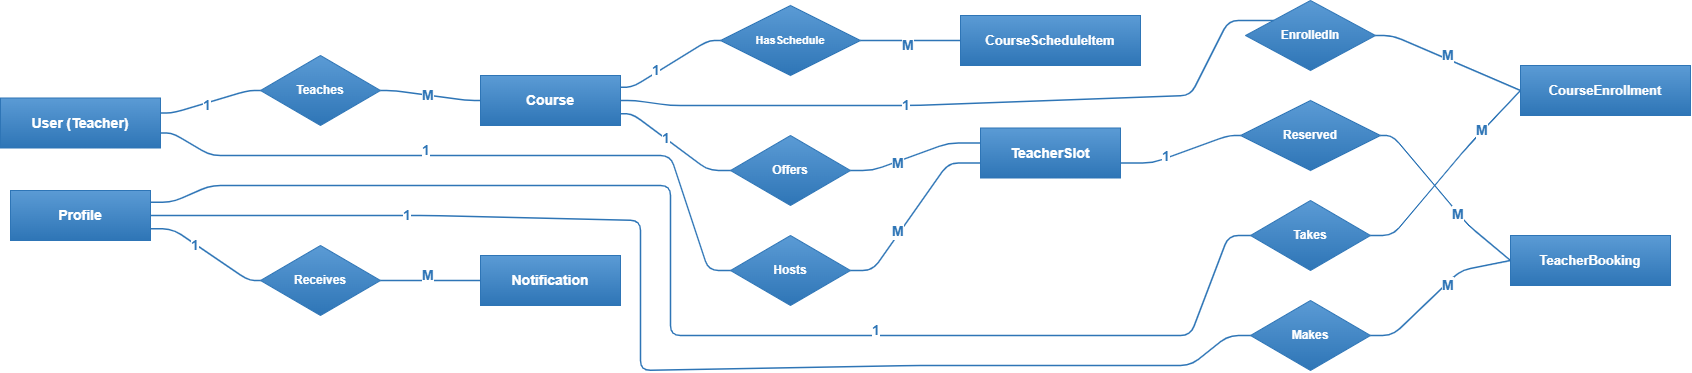 HasSchedule
CourseScheduleItem
EnrolledIn
1
M
M
Teaches
1
M
Course
1
CourseEnrollment
User (Teacher)
1
M
Offers
TeacherSlot
1
Reserved
M
1
Profile
1
1
M
Takes
M
Receives
M
Notification
Hosts
TeacherBooking
M
1
Makes